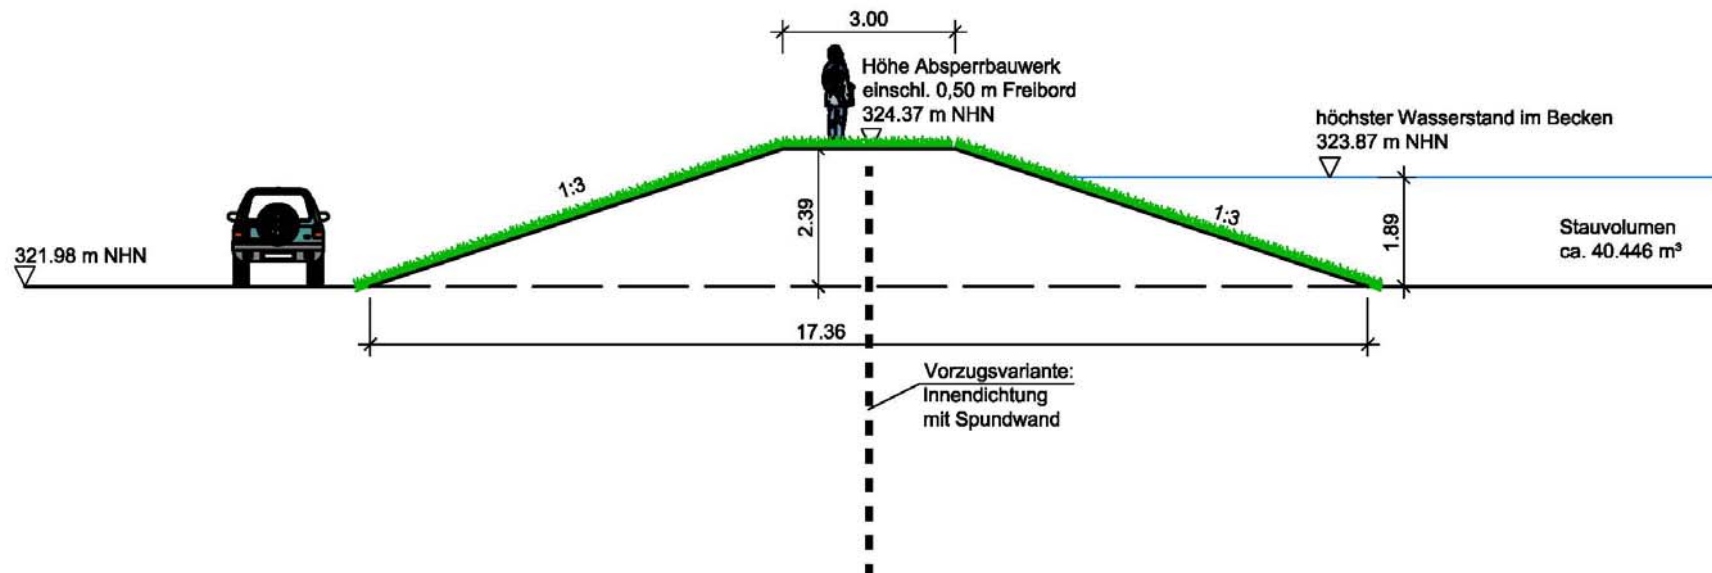 3.00
Höhe Absperrbauwerk
einschl. 0,50 m Freibord
324.37 m NHN
höchster Wasserstand im Becken
323.87 m NHN
1:3
1:3
2.39
1.89
Stauvolumen
ca. 40.446 m³
321.98 m NHN
17.36
Vorzugsvariante:
Innendichtung
mit Spundwand